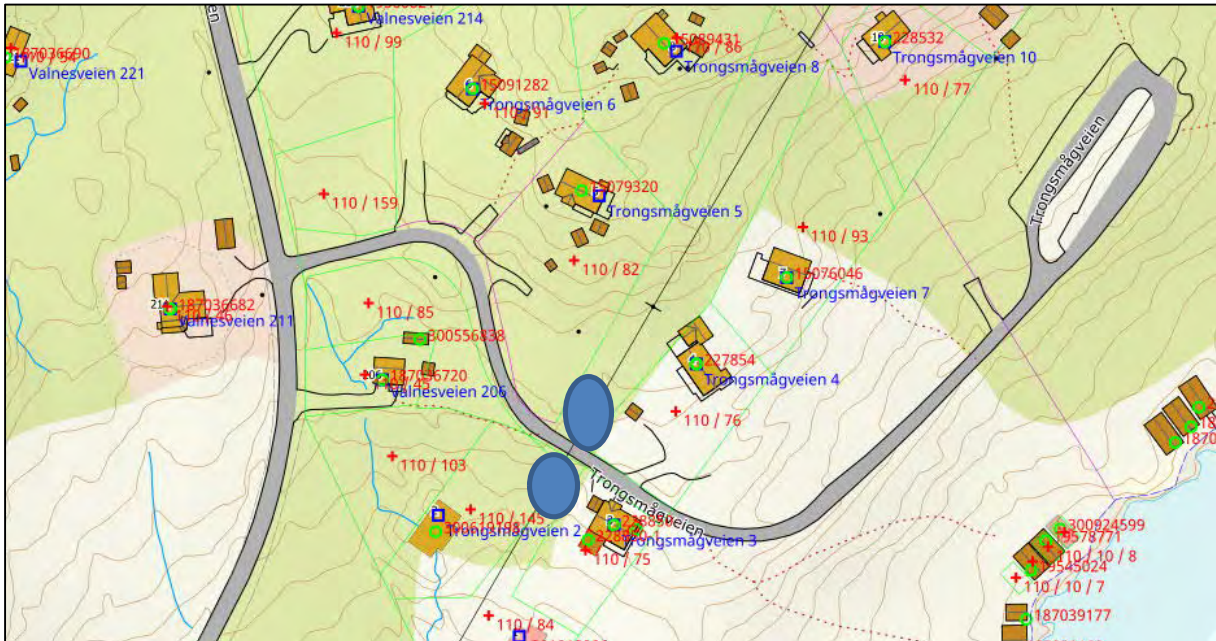 Valnesveien 214
110 / 99
187036690
Valnesveien 221
15091282
Trongsmågveien 6
110 / 91
15089431
110 / 86
Trongsmågveien 8
228532
Trongsmågveien 10
110 / 77
Trongsmågveien
15079320
Trongsmågveien 5
110 / 159
110 / 82
110 / 93
15076046
Trongsmågveien 7
187036682
Valnesveien 211
110 / 85
300556838
206
187036720
Valnesveien 206
227854
Trongsmågveien 4
110 / 76
110 / 103
110 / 145
Trongsmågveien 2
Trongsmågveien
Trongsmågveien 3
110 / 75
110 / 84
300924599
19578771
110 / 10 / 8
19545024
110 / 10 / 7
187039177